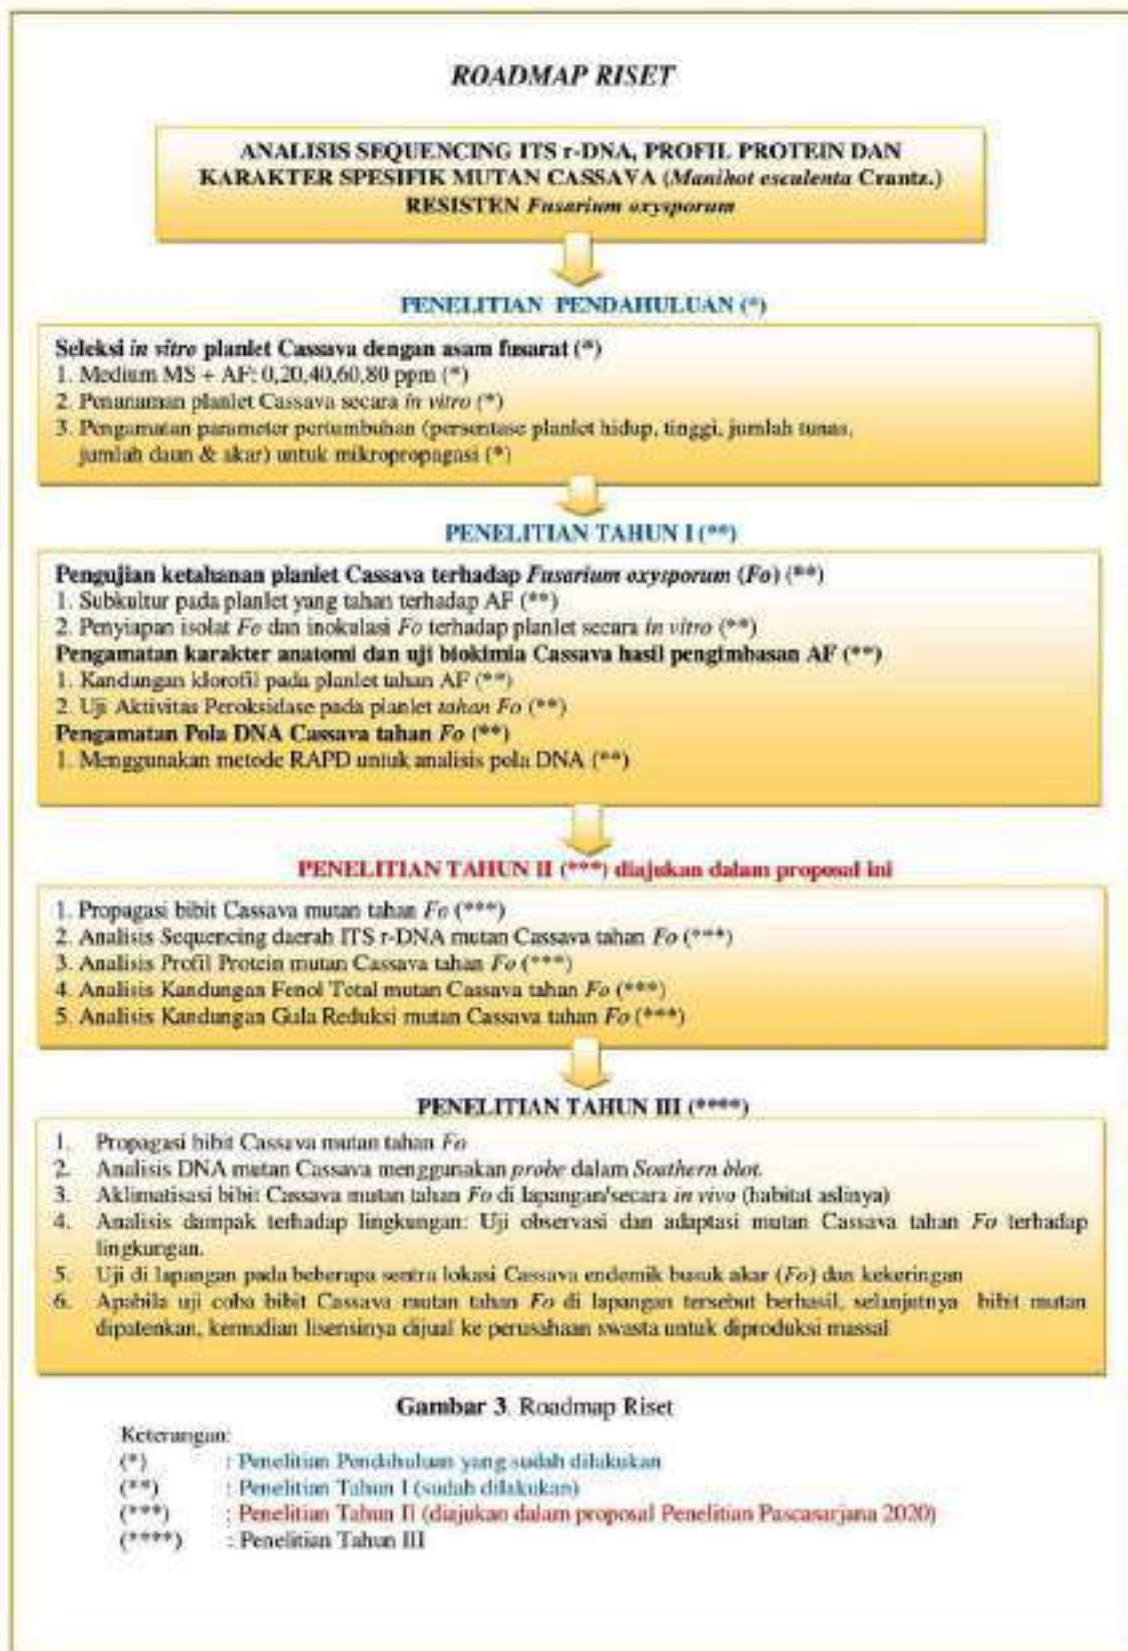 ROADMAP RISET
ANALISIS SEQUENCING ITS r-DNA, PROFIL PROTEIN DAN
KARAKTER SPESIFIK MUTAN CASSAVA (Manihot esculenta Crantz.)
RESISTEN Fusarium oxysporum
PENELITIAN PENDAHULUAN (*)
Seleksi in vitro planlet Cassava dengan asam fusarat (*)
1. Medium MS + AF: 0,20,40,60,80 ppm (*)
2. Penanaman planlet Cassava secara in vitro (*)
3. Pengamatan parameter pertumbuhan (persentase planlet hidup, tinggi, jumlah tunas,
jumlah daun & akar) untuk mikropropagasi (*)
PENELITIAN TAHUN I (**)
Pengujian ketahanan planlet Cassava terhadap Fusarium oxysporum (Fo) (**)
1. Subkultur pada planlet yang tahan terhadap AF (**)
2. Penyiapan isolat Fo dan inokulasi Fo terhadap planlet secara in vitro (**)
Pengamatan karakter anatomi dan uji biokimia Cassava hasil pengimbasan AF (**)
1. Kandungan klorofil pada planlet tahan AF (**)
2. Uji Aktivitas Peroksidase pada planlet tahan Fo (**)
Pengamatan Pola DNA Cassava tahan Fo (**)
1. Menggunakan metode RAPD untuk analisis pola DNA (**)
PENELITIAN TAHUN II (***) diajukan dalam proposal ini
1. Propagasi bibit Cassava mutan tahan Fo (***)
2. Analisis Sequencing daerah ITS r-DNA mutan Cassava tahan Fo (***)
3. Analisis Profil Protein mutan Cassava tahan Fo (***)
4. Analisis Kandungan Fenol Total mutan Cassava tahan Fo (***)
5. Analisis Kandungan Gula Reduksi mutan Cassava tahan Fo (***)
PENELITIAN TAHUN III (****)
1. Propagasi bibit Cassava mutan tahan Fo
2. Analisis DNA mutan Cassava menggunakan probe dalam Southern blot.
3. Aklimatisasi bibit Cassava mutan tahan Fo di lapangan/secara in vivo (habitat aslinya)
4. Analisis dampak terhadap lingkungan: Uji observasi dan adaptasi mutan Cassava tahan Fo terhadap
lingkungan.
5. Uji di lapangan pada beberapa sentra lokasi Cassava endemik busuk akar (Fo) dan kekeringan
6. Apabila uji coba bibit Cassava mutan tahan Fo di lapangan tersebut berhasil, selanjutnya bibit mutan
dipatenkan, kemudian lisensinya dijual ke perusahaan swasta untuk diproduksi massal
Gambar 3. Roadmap Riset
Keterangan:
(*) : Penelitian Pendahuluan yang sudah dilakukan
(**) : Penelitian Tahun I (sudah dilakukan)
(***) : Penelitian Tahun II (diajukan dalam proposal Penelitian Pascasarjana 2020)
(****) : Penelitian Tahun III